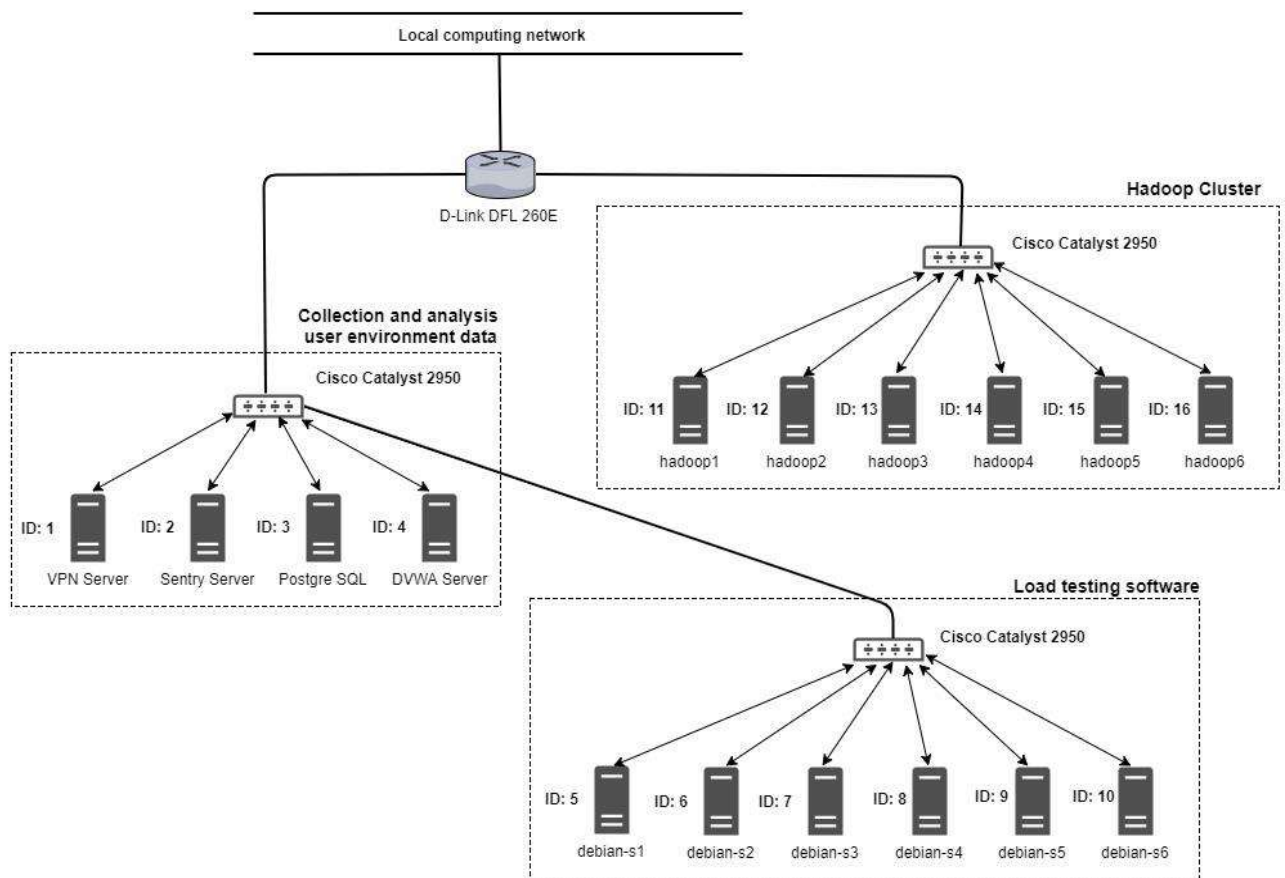 Local computing network
D-Link DFL 260E
Hadoop Cluster
Cisco Catalyst 2950
ID: 11
ID: 12
ID: 13
ID: 14
ID: 15
ID: 16
hadoop1
hadoop2
hadoop3
hadoop4
hadoop5
hadoop6
Collection and analysis
user environment data
Cisco Catalyst 2950
ID: 1
ID: 2
ID: 3
ID: 4
VPN Server
Sentry Server
Postgre SQL
DVWA Server
Load testing software
Cisco Catalyst 2950
ID: 5
ID: 6
ID: 7
ID: 8
ID: 9
ID: 10
debian-s1
debian-s2
debian-s3
debian-s4
debian-s5
debian-s6